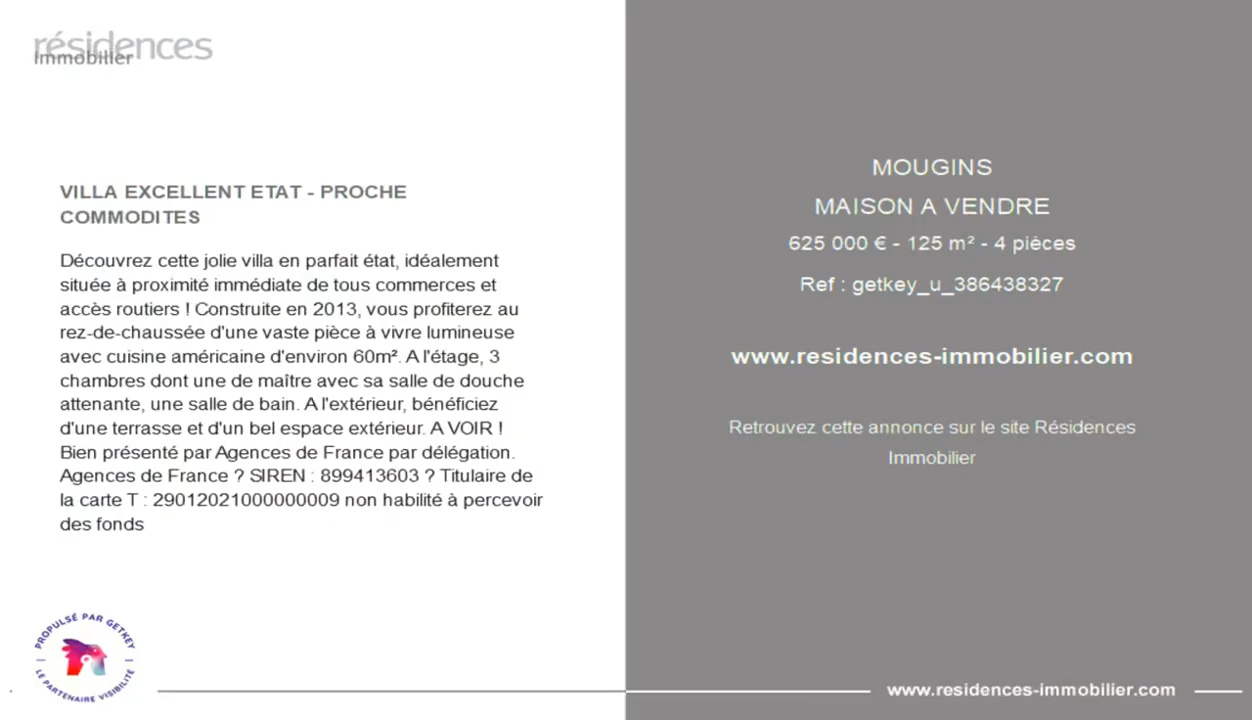 résidences
Immobilier
VILLA EXCELLENT ETAT - PROCHE
COMMODITES
Découvrez cette jolie villa en parfait état, idéalement
située à proximité immédiate de tous commerces et
accès routiers ! Construite en 2013, vous profiterez au
rez-de-chaussée d'une vaste pièce à vivre lumineuse
avec cuisine américaine d'environ 60m². A l'étage, 3
chambres dont une de maître avec sa salle de douche
attenante, une salle de bain. A l'extérieur, bénéficiez
d'une terrasse et d'un bel espace extérieur. A VOIR !
Bien présenté par Agences de France par délégation.
Agences de France ? SIREN : 899413603 ? Titulaire de
la carte T : 29012021000000009 non habilité à percevoir
des fonds
PROPULSÉ PAR GETKEY
LE PARTENAIRE VISIBILITÉ
MOUGINS
MAISON A VENDRE
625 000 € - 125 m² - 4 pièces
Ref : getkey_u_386438327
www.residences-immobilier.com
Retrouvez cette annonce sur le site Résidences
Immobilier
www.residences-immobilier.com